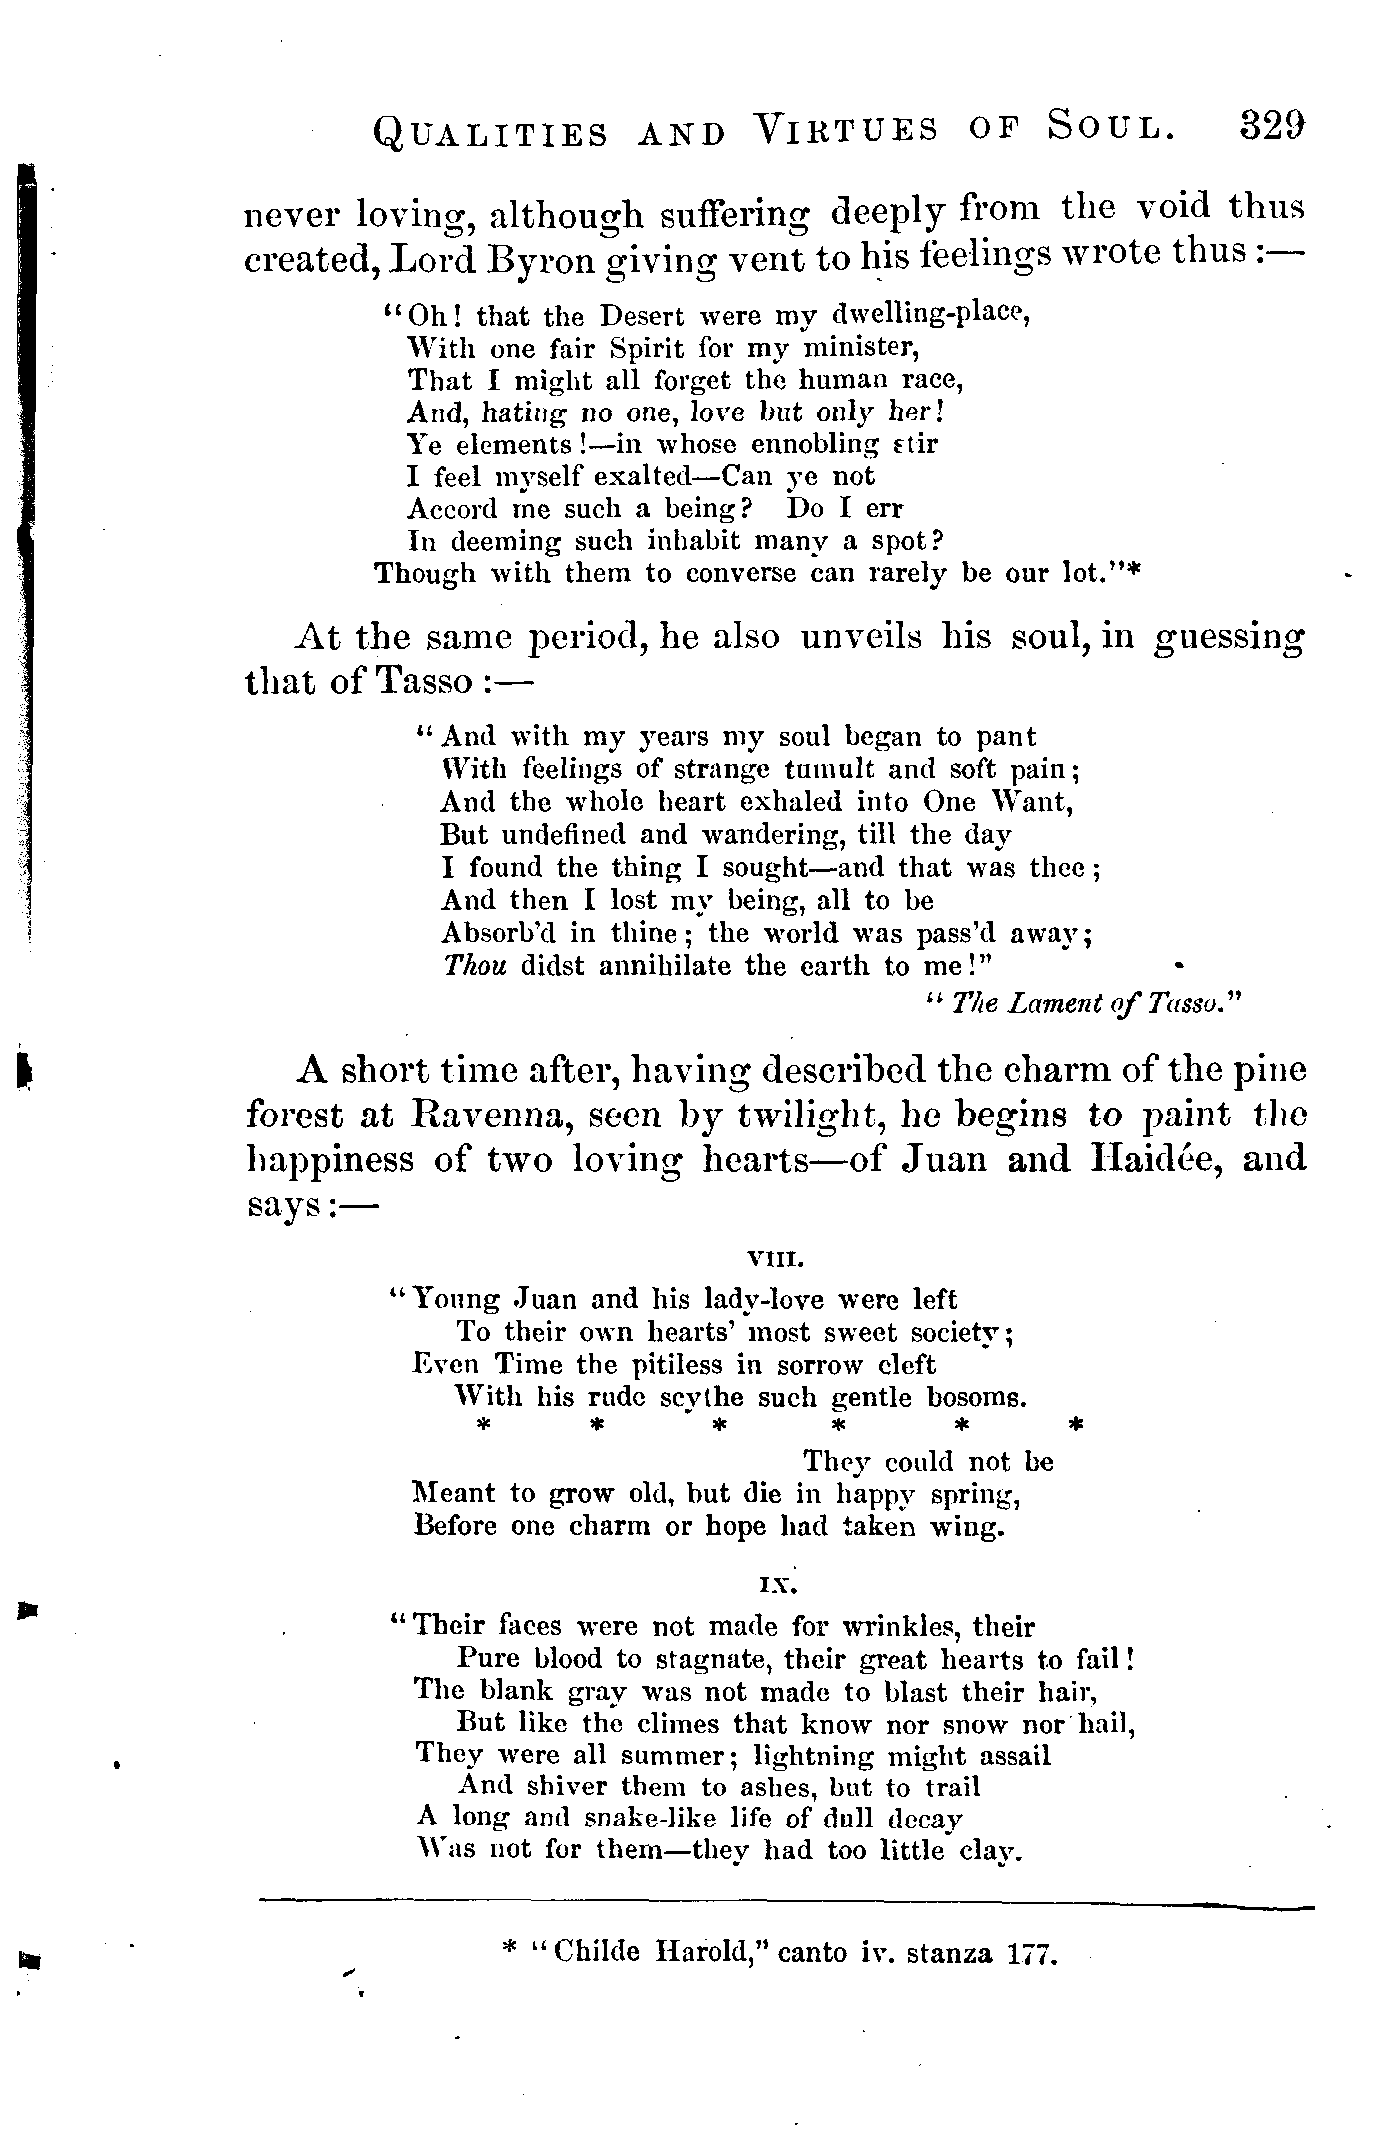 QUALITIES AND VIRTUES OF SOUL. 329
never loving, although suffering deeply from the void thus
created, Lord Byron giving vent to his feelings wrote thus :—
"Oh! that the Desert were my dwelling-place,
With one fair Spirit for my minister,
That I might all forget the human race,
And, hating no one, love but only her!
Ye elements !—in whose ennobling stir
I feel myself exalted—Can ye not
Accord me such a being? Do I err
In deeming such inhabit many a spot?
Though with them to converse can rarely be our lot."*
At the same period, he also unveils his soul, in guessing
that of Tasso :—
"And with my years my soul began to pant
With feelings of strange tumult and soft pain;
And the whole heart exhaled into One Want,
But undefined and wandering, till the day
I found the thing I sought—and that was thee;
And then I lost my being, all to be
Absorb'd in thine; the world was pass'd away;
Thou didst annihilate the earth to me!"
"The Lament of Tasso."
A short time after, having described the charm of the pine
forest at Ravenna, seen by twilight, he begins to paint the
happiness of two loving hearts—of Juan and Haidée, and
says :—
VIII.
"Young Juan and his lady-love were left
To their own hearts' most sweet society;
Even Time the pitiless in sorrow cleft
With his rude scythe such gentle bosoms.
* * * * * *
They could not be
Meant to grow old, but die in happy spring,
Before one charm or hope had taken wing.
IX.
"Their faces were not made for wrinkles, their
Pure blood to stagnate, their great hearts to fail!
The blank gray was not made to blast their hair,
But like the climes that know nor snow nor hail,
They were all summer; lightning might assail
And shiver them to ashes, but to trail
A long and snake-like life of dull decay
Was not for them—they had too little clay.
* "Childe Harold," canto iv. stanza 177.